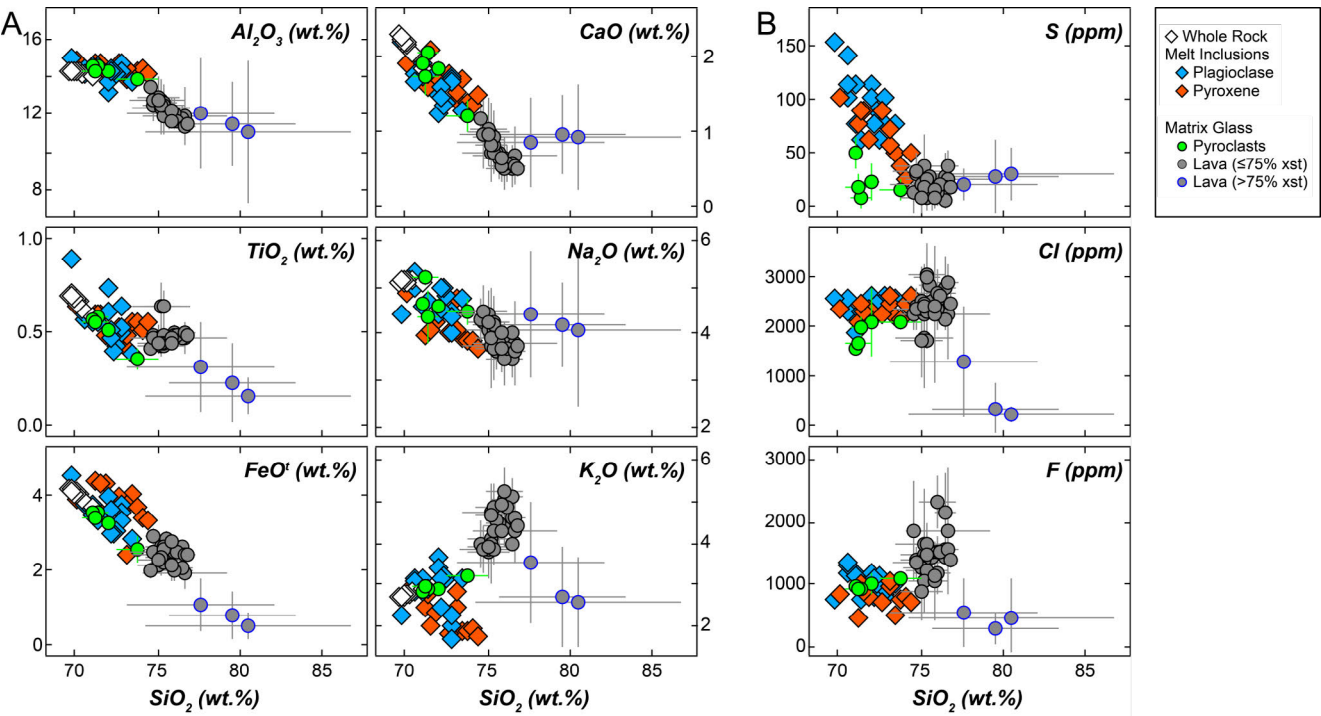 A
Al2O3 (wt.%)
16
12
8
CaO (wt.%)
2
1
0
TiO2 (wt.%)
1.0
0.5
0.0
Na2O (wt.%)
6
4
2
FeOt (wt.%)
4
2
0
K2O (wt.%)
6
4
2
70 75 80 85
70 75 80 85
SiO2 (wt.%)
SiO2 (wt.%)
B
S (ppm)
150
100
50
0
Cl (ppm)
3000
2000
1000
0
F (ppm)
3000
2000
1000
0
70 75 80 85
SiO2 (wt.%)
Whole Rock
Melt Inclusions
Plagioclase
Pyroxene
Matrix Glass
Pyroclasts
Lava (≤75% xst)
Lava (>75% xst)